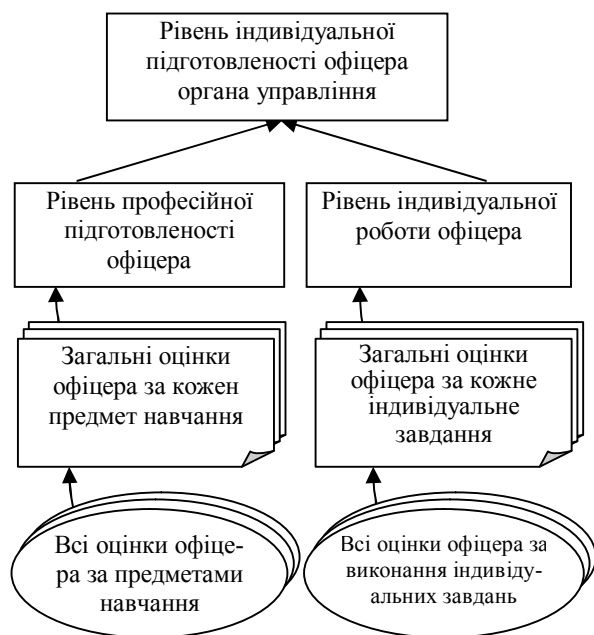 Рівень індивідуальної
підготовленості офіцера
органа управління
Рівень професійної
підготовленості
офіцера
Рівень індивідуальної
роботи офіцера
Загальні оцінки
офіцера за кожен
предмет навчання
Загальні оцінки
офіцера за кожне
індивідуальне
завдання
Всі оцінки офіце-
ра за предметами
навчання
Всі оцінки офіцера за
виконання індивіду-
альних завдань